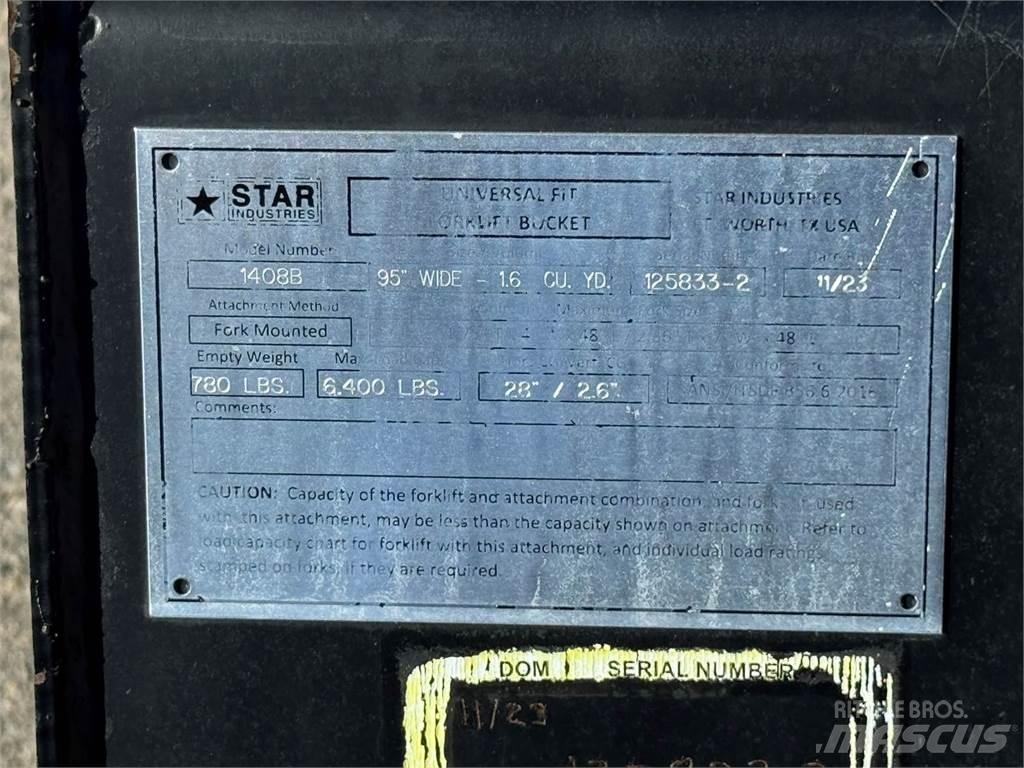 STAR
INDUSTRIES
UNIVERSAL FIT
FORKLIFT BUCKET
STAR INDUSTRIES
FT. WORTH, TX USA
Model Number
1408B
95" WIDE - 1.6 CU. YD.
125833-2
11/23
Attachment Method
Fork Mounted
48
48
Empty Weight
780 LBS.
6,400 LBS.
28" / 2.6"
Comments:
CAUTION: Capacity of the forklift and attachment combination, and forks if used
with this attachment, may be less than the capacity shown on attachment. Refer to
load capacity chart for forklift with this attachment, and individual load ratings
stamped on forks, if they are required.
DOM SERIAL NUMBER
11/23
RITCHIE BROS.
MASCUS